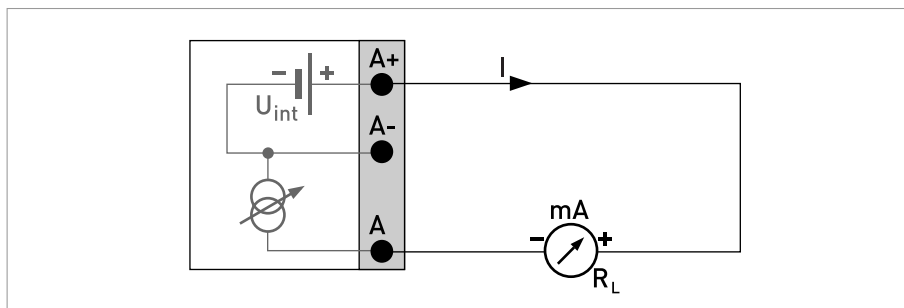 A+
I
− +
U_int
A-
mA
A
− +
R_L